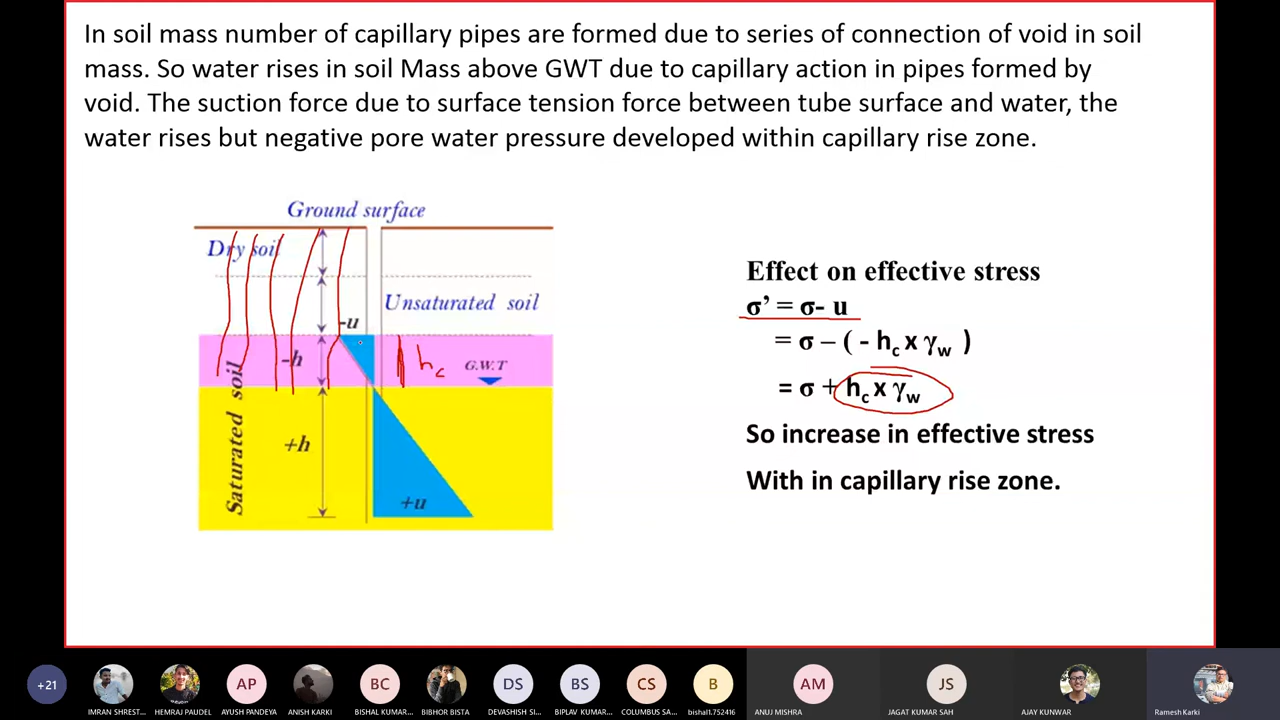 In soil mass number of capillary pipes are formed due to series of connection of void in soil
mass. So water rises in soil Mass above GWT due to capillary action in pipes formed by
void. The suction force due to surface tension force between tube surface and water, the
water rises but negative pore water pressure developed within capillary rise zone.
Ground surface
Dry soil
Unsaturated soil
-u
-h
hc
G.W.T
Saturated soil
+h
+u
Effect on effective stress
σ’ = σ- u
= σ – ( - hc x γw )
= σ + hc x γw
So increase in effective stress
With in capillary rise zone.
+21
AP
BC
DS
BS
CS
B
AM
JS
IMRAN SHREST...
HEMRAJ PAUDEL
AYUSH PANDEYA
ANISH KARKI
BISHAL KUMAR...
BIBHOR BISTA
DEVASHISH SI...
BIPLAV KUMAR...
COLUMBUS SA...
bishal1.752416
ANUJ MISHRA
JAGAT KUMAR SAH
AJAY KUNWAR
Ramesh Karki